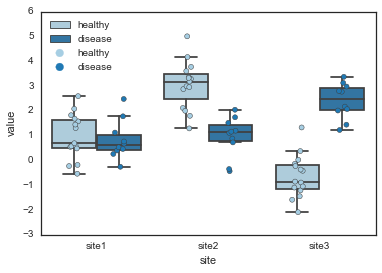 6
5
4
3
2
1
0
−1
−2
−3
value
healthy
disease
healthy
disease
site1 site2 site3
site